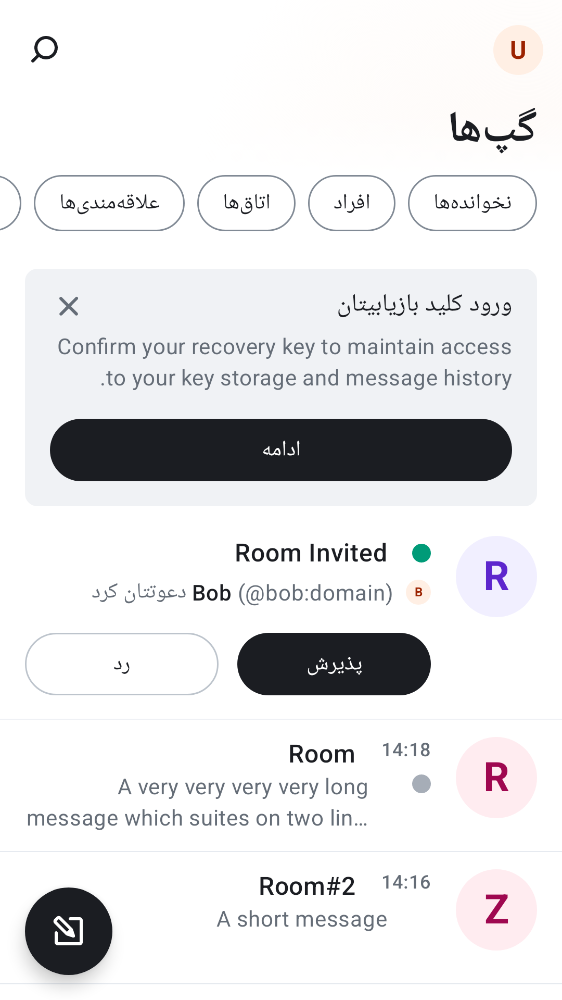 U
گپ‌ها
نخوانده‌ها
افراد
اتاق‌ها
علاقه‌مندی‌ها
ورود کلید بازیابیتان
Confirm your recovery key to maintain access
to your key storage and message history.
ادامه
R
Room Invited
B
Bob (@bob:domain) دعوتتان کرد
پذیرش
رد
R
14:18
Room
A very very very very long
message which suites on two lin…
Z
14:16
Room#2
A short message